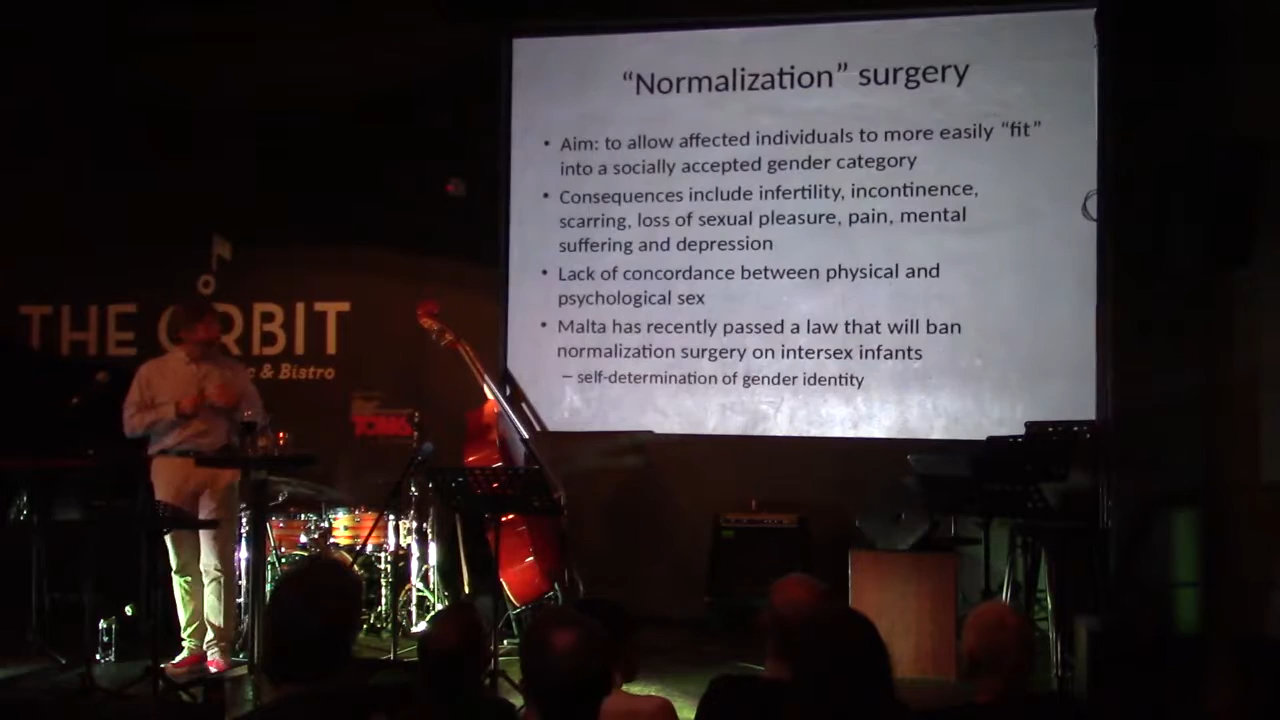 “Normalization” surgery
• Aim: to allow affected individuals to more easily “fit”
into a socially accepted gender category
• Consequences include infertility, incontinence,
scarring, loss of sexual pleasure, pain, mental
suffering and depression
• Lack of concordance between physical and
psychological sex
• Malta has recently passed a law that will ban
normalization surgery on intersex infants
– self-determination of gender identity
THE ORBIT
& Bistro